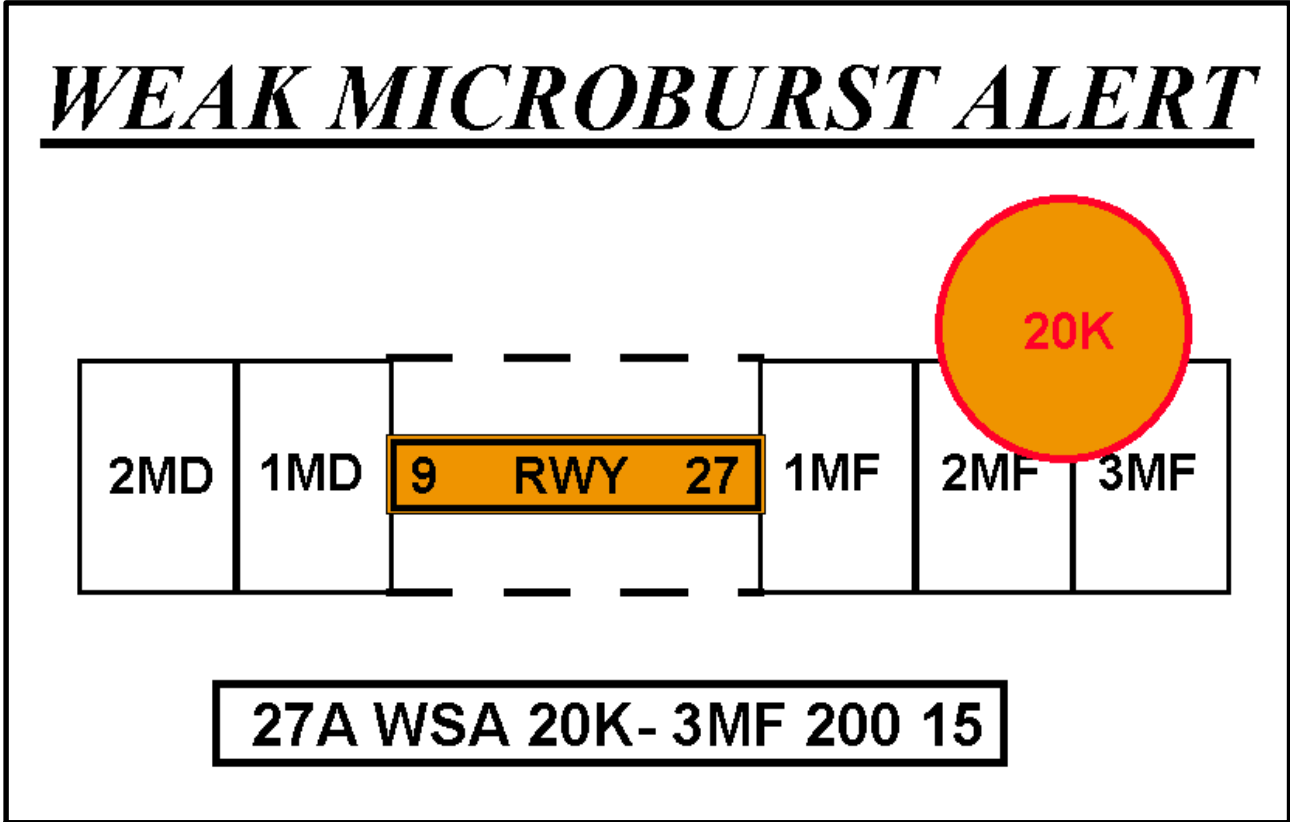 WEAK MICROBURST ALERT
20K
2MD 1MD 9 RWY 27 1MF 2MF 3MF
27A WSA 20K- 3MF 200 15